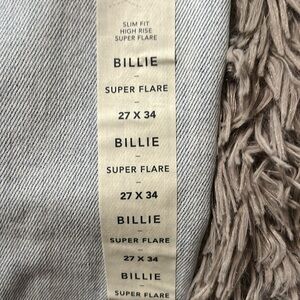 SLIM FIT
HIGH RISE
SUPER FLARE
BILLIE
–
SUPER FLARE
–
27 X 34
BILLIE
–
SUPER FLARE
–
27 X 34
BILLIE
–
SUPER FLARE
–
27 X 34
BILLIE
–
SUPER FLARE